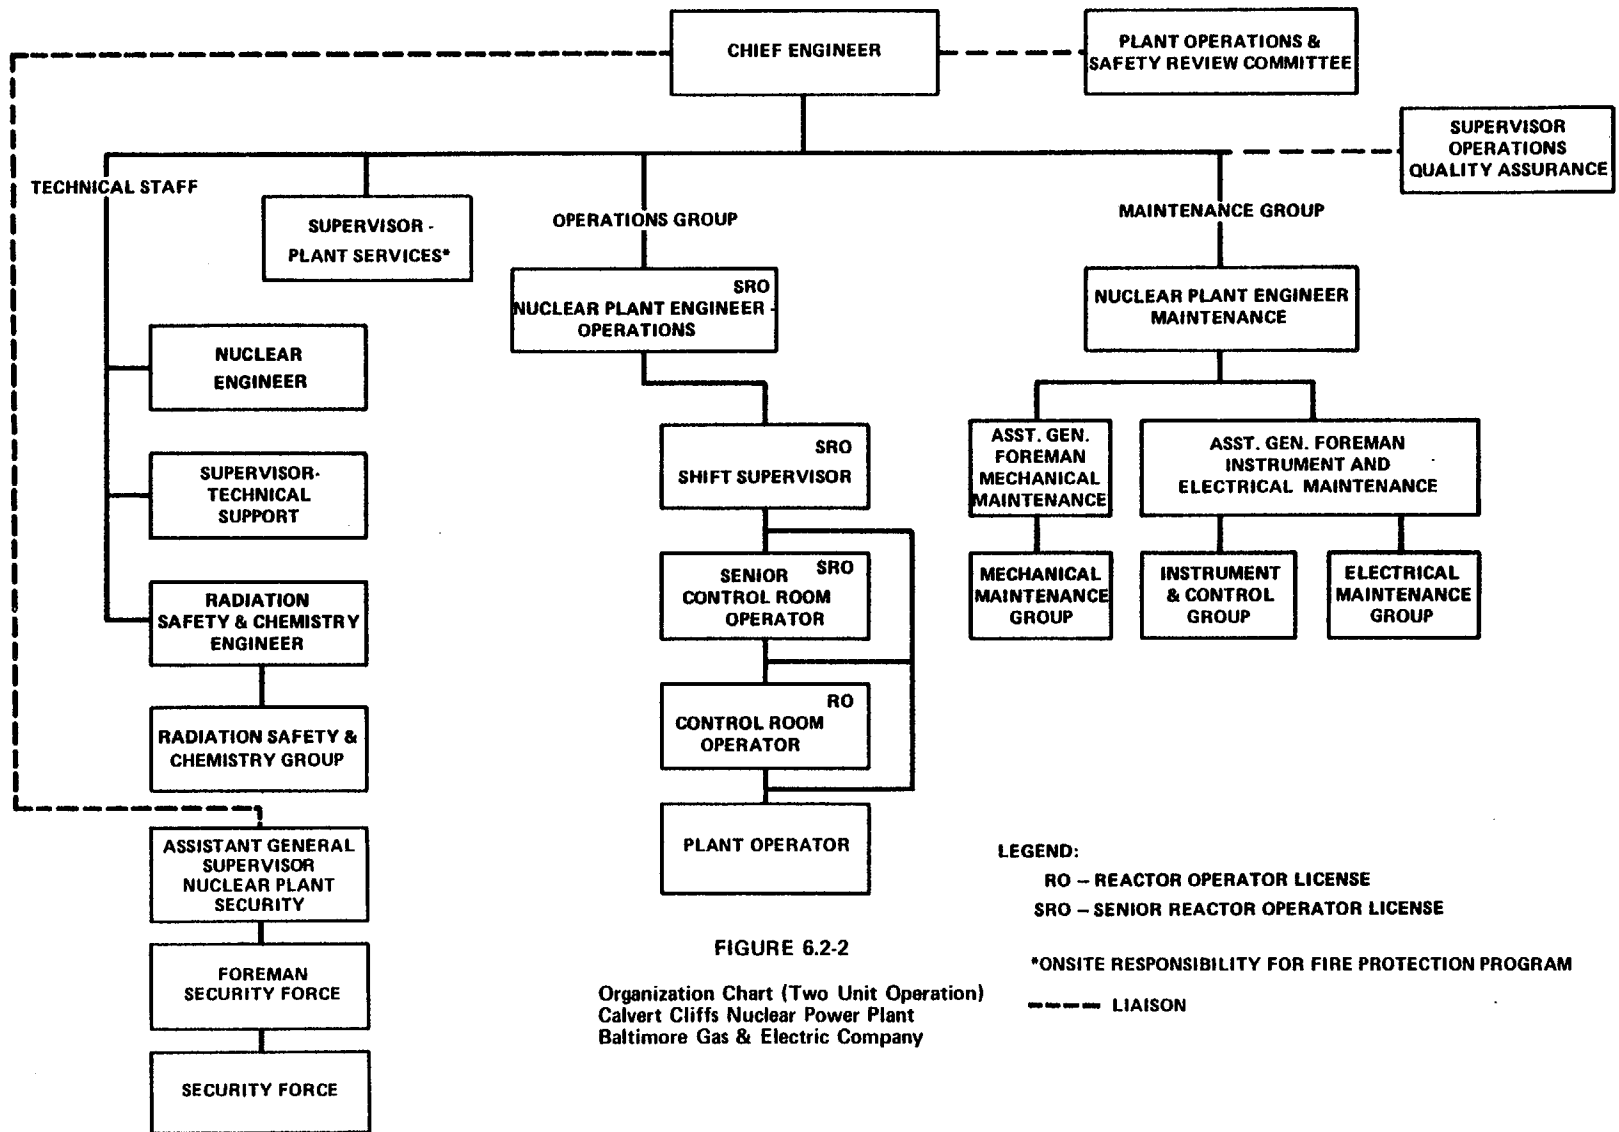 CHIEF ENGINEER
PLANT OPERATIONS &
SAFETY REVIEW COMMITTEE
SUPERVISOR
OPERATIONS
QUALITY ASSURANCE
TECHNICAL STAFF
SUPERVISOR -
PLANT SERVICES*
OPERATIONS GROUP
MAINTENANCE GROUP
SRO
NUCLEAR PLANT ENGINEER -
OPERATIONS
NUCLEAR PLANT ENGINEER
MAINTENANCE
NUCLEAR
ENGINEER
SUPERVISOR-
TECHNICAL
SUPPORT
RADIATION
SAFETY & CHEMISTRY
ENGINEER
RADIATION SAFETY &
CHEMISTRY GROUP
ASSISTANT GENERAL
SUPERVISOR
NUCLEAR PLANT
SECURITY
FOREMAN
SECURITY FORCE
SECURITY FORCE
SRO
SHIFT SUPERVISOR
SRO
SENIOR
CONTROL ROOM
OPERATOR
RO
CONTROL ROOM
OPERATOR
PLANT OPERATOR
ASST. GEN.
FOREMAN
MECHANICAL
MAINTENANCE
ASST. GEN. FOREMAN
INSTRUMENT AND
ELECTRICAL MAINTENANCE
MECHANICAL
MAINTENANCE
GROUP
INSTRUMENT
& CONTROL
GROUP
ELECTRICAL
MAINTENANCE
GROUP
LEGEND:
RO – REACTOR OPERATOR LICENSE
SRO – SENIOR REACTOR OPERATOR LICENSE
*ONSITE RESPONSIBILITY FOR FIRE PROTECTION PROGRAM
LIAISON
FIGURE 6.2-2
Organization Chart (Two Unit Operation)
Calvert Cliffs Nuclear Power Plant
Baltimore Gas & Electric Company